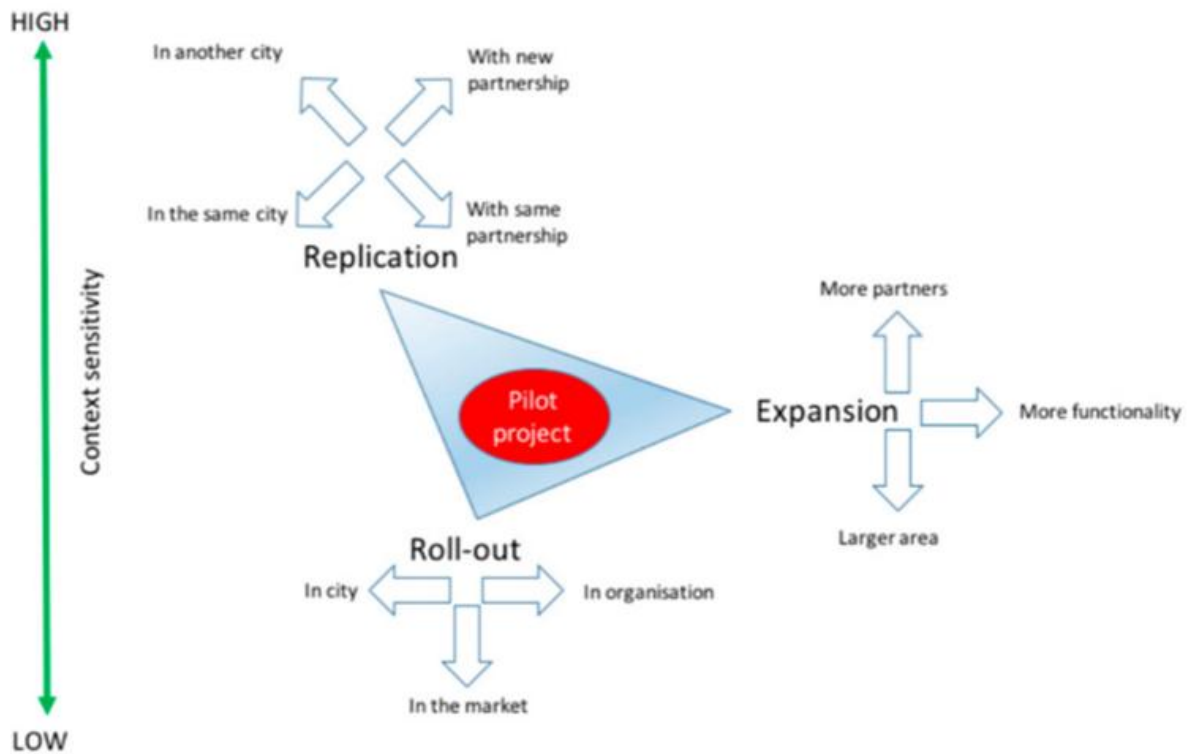 HIGH
In another city
With new
partnership
In the same city
With same
partnership
Replication
Context sensitivity
More partners
Pilot
project
Expansion
More functionality
Larger area
Roll-out
In city
In organisation
In the market
LOW